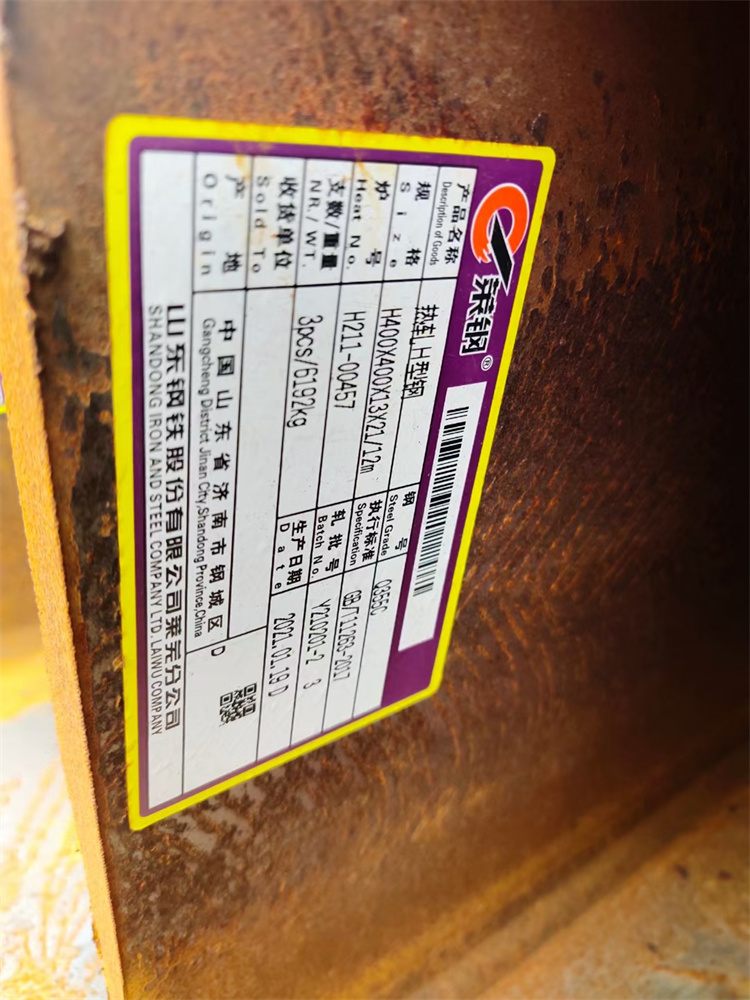 莱钢®
产品名称
Description of Goods
热轧H型钢
规格
Size
H400X400X13X21/12m
钢号
Steel Grade
Q355C
炉号
Heat No.
H211-00457
执行标准
Specification
GB/T11263-2017
支数/重量
NR./WT.
3pcs/6192kg
轧批号
Batch No.
Y210201-2 3
收货单位
Sold To
生产日期
Date
2021.01.19 D
产地
Origin
中国山东省济南市钢城区
Gangcheng District Jinan City,Shandong Province,China
D
山东钢铁股份有限公司莱芜分公司
SHANDONG IRON AND STEEL COMPANY LTD. LAIWU COMPANY